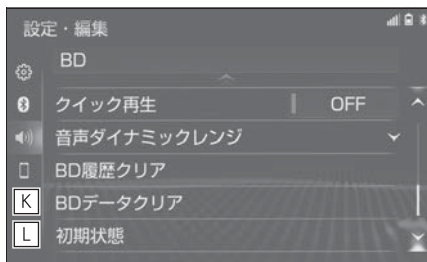 設定・編集
BD
クイック再生 OFF
音声ダイナミックレンジ
BD履歴クリア
K BDデータクリア
L 初期状態